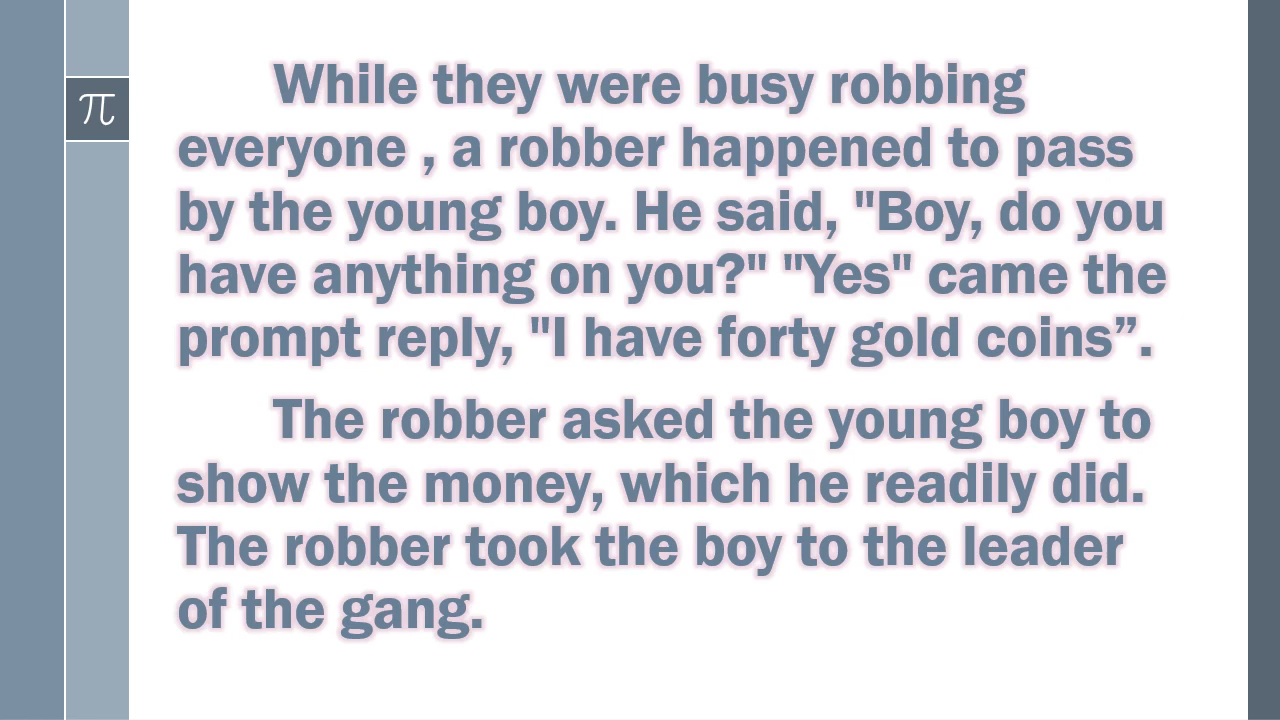 π
While they were busy robbing
everyone , a robber happened to pass
by the young boy. He said, "Boy, do you
have anything on you?" "Yes" came the
prompt reply, "I have forty gold coins”.
The robber asked the young boy to
show the money, which he readily did.
The robber took the boy to the leader
of the gang.